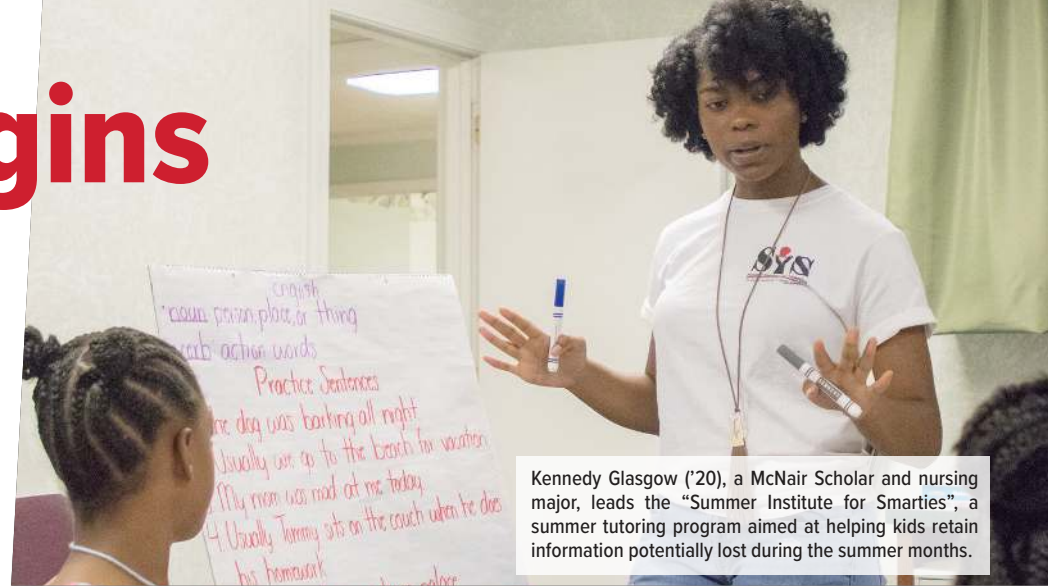 gins
SYS
English
noun person, place, or thing
verb action words
Practice Sentences
The dog was barking all night
Usually we go to the beach for vacation
My mom was mad at me today
4. Usually Tommy sits on the couch when he does
his homework
place
Kennedy Glasgow (’20), a McNair Scholar and nursing
major, leads the “Summer Institute for Smarties”, a
summer tutoring program aimed at helping kids retain
information potentially lost during the summer months.